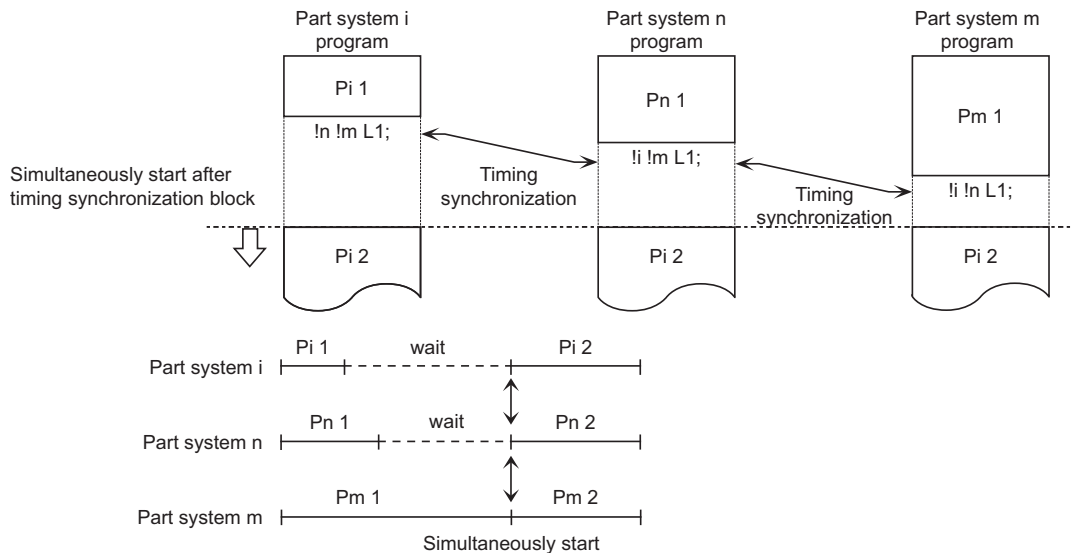 Part system i
program
Part system n
program
Part system m
program
Pi 1
Pn 1
Pm 1
!n !m L1;
!i !m L1;
!i !n L1;
Timing
synchronization
Timing
synchronization
Simultaneously start after
timing synchronization block
Pi 2
Pi 2
Pi 2
Pi 1
wait
Pi 2
Part system i
Pn 1
wait
Pn 2
Part system n
Pm 1
Pm 2
Part system m
Simultaneously start